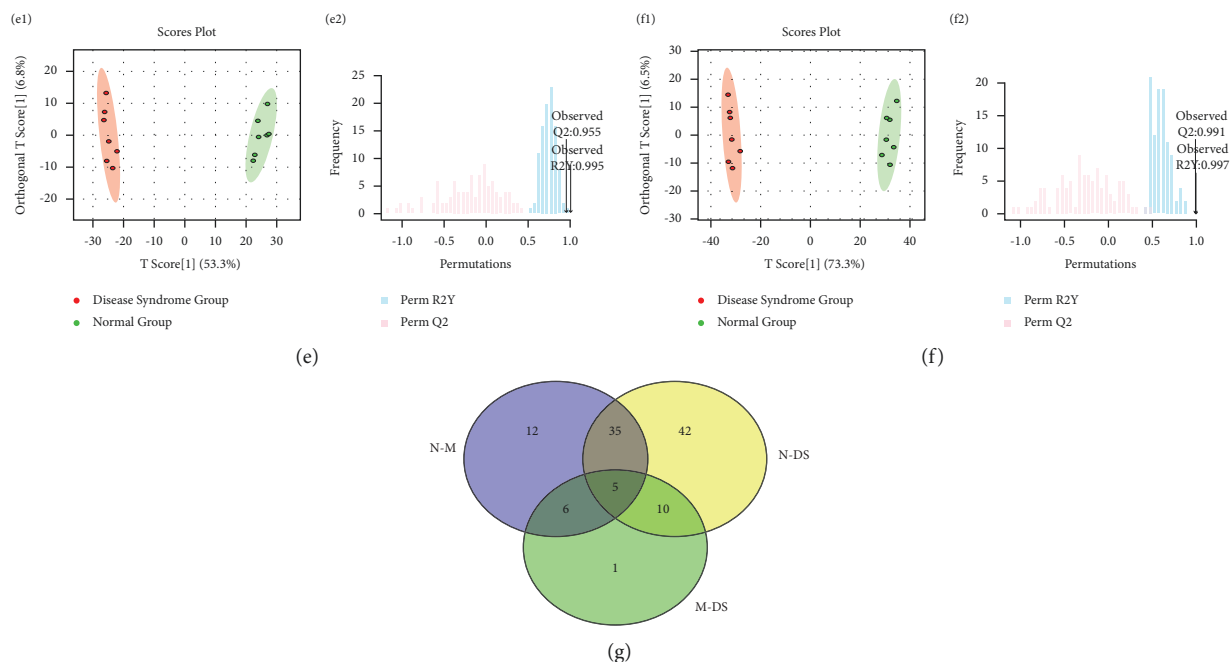 (e1)
Scores Plot
Orthogonal T Score[1] (6.8%)
20
10
0
-10
-20
-30
-20
-10
0
10
20
30
T Score[1] (53.3%)
Disease Syndrome Group
Normal Group
(e2)
Frequency
25
20
15
10
5
0
Observed
Q2:0.955
Observed
R2Y:0.995
-1.0
-0.5
0.0
0.5
1.0
Permutations
Perm R2Y
Perm Q2
(e)
(f1)
Scores Plot
Orthogonal T Score[1] (6.5%)
30
20
10
0
-10
-20
-30
-40
-20
0
20
40
T Score[1] (73.3%)
Disease Syndrome Group
Normal Group
(f2)
Frequency
20
15
10
5
0
Observed
Q2:0.991
Observed
R2Y:0.997
-1.0
-0.5
0.0
0.5
1.0
Permutations
Perm R2Y
Perm Q2
(f)
N-M
12
35
42
N-DS
5
6
10
1
M-DS
(g)